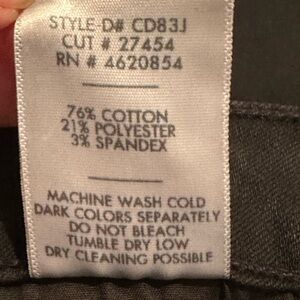 STYLE D# CD83J
CUT # 27454
RN # 4620854
76% COTTON
21% POLYESTER
3% SPANDEX
MACHINE WASH COLD
DARK COLORS SEPARATELY
DO NOT BLEACH
TUMBLE DRY LOW
DRY CLEANING POSSIBLE